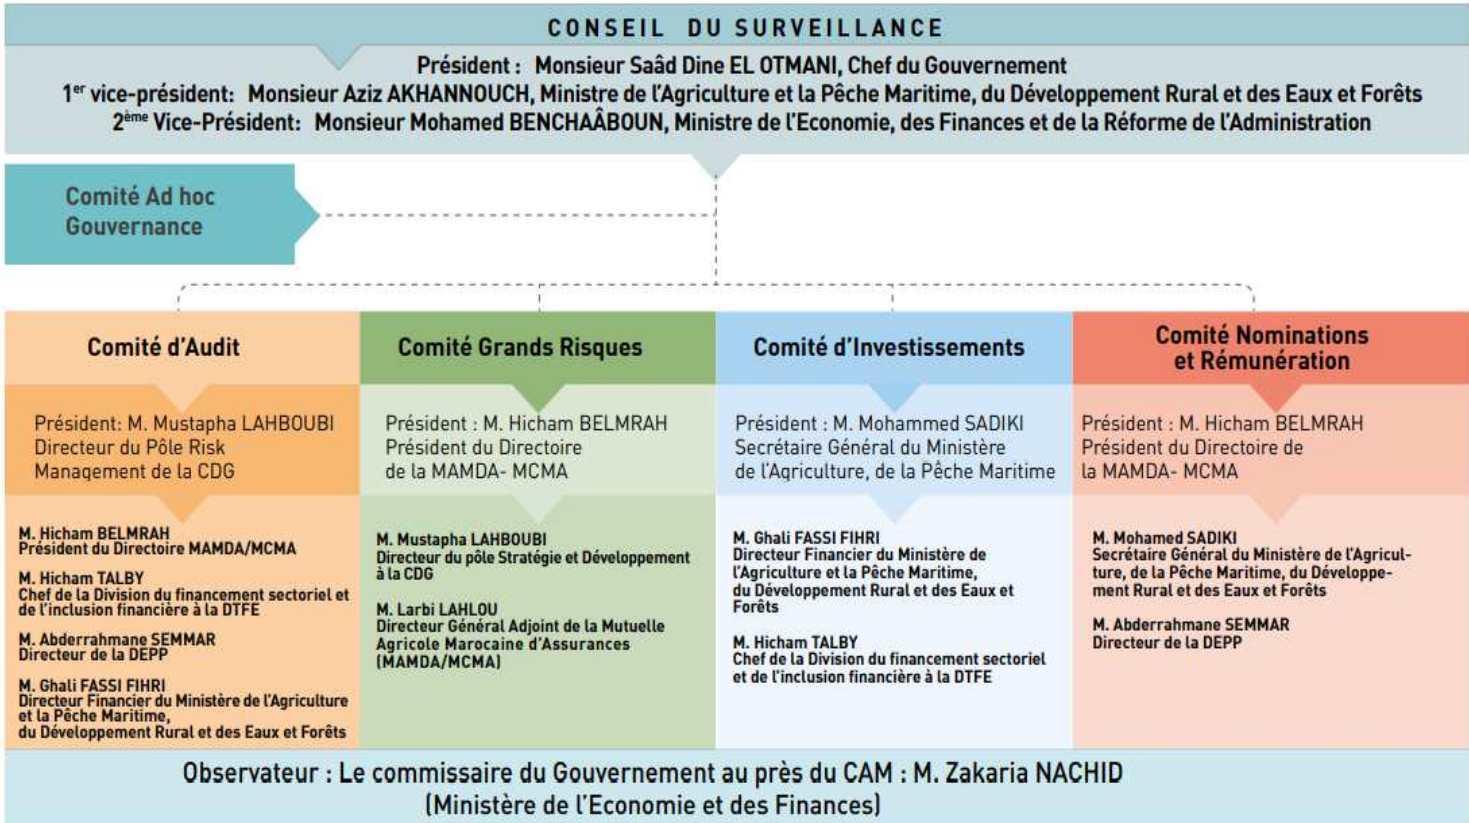 CONSEIL DU SURVEILLANCE
Président : Monsieur Saâd Dine EL OTMANI, Chef du Gouvernement
1er vice-président: Monsieur Aziz AKHANNOUCH, Ministre de l'Agriculture et la Pêche Maritime, du Développement Rural et des Eaux et Forêts
2ème Vice-Président: Monsieur Mohamed BENCHAÂBOUN, Ministre de l'Economie, des Finances et de la Réforme de l'Administration
Comité Ad hoc
Gouvernance
Comité d'Audit
Président: M. Mustapha LAHBOUBI
Directeur du Pôle Risk
Management de la CDG
M. Hicham BELMRAH
Président du Directoire MAMDA/MCMA
M. Hicham TALBY
Chef de la Division du financement sectoriel et
de l'inclusion financière à la DTFE
M. Abderrahmane SEMMAR
Directeur de la DEPP
M. Ghali FASSI FIHRI
Directeur Financier du Ministère de l'Agriculture
et la Pêche Maritime,
du Développement Rural et des Eaux et Forêts
Comité Grands Risques
Président : M. Hicham BELMRAH
Président du Directoire
de la MAMDA- MCMA
M. Mustapha LAHBOUBI
Directeur du pôle Stratégie et Développement
à la CDG
M. Larbi LAHLOU
Directeur Général Adjoint de la Mutuelle
Agricole Marocaine d'Assurances
(MAMDA/MCMA)
Comité d'Investissements
Président : M. Mohammed SADIKI
Secrétaire Général du Ministère
de l'Agriculture, de la Pêche Maritime
M. Ghali FASSI FIHRI
Directeur Financier du Ministère de
l'Agriculture et la Pêche Maritime,
du Développement Rural et des Eaux et
Forêts
M. Hicham TALBY
Chef de la Division du financement sectoriel
et de l'inclusion financière à la DTFE
Comité Nominations
et Rémunération
Président : M. Hicham BELMRAH
Président du Directoire de
la MAMDA- MCMA
M. Mohamed SADIKI
Secrétaire Général du Ministère de l'Agricul-
ture, de la Pêche Maritime, du Développe-
ment Rural et des Eaux et Forêts
M. Abderrahmane SEMMAR
Directeur de la DEPP
Observateur : Le commissaire du Gouvernement au près du CAM : M. Zakaria NACHID
(Ministère de l'Economie et des Finances)